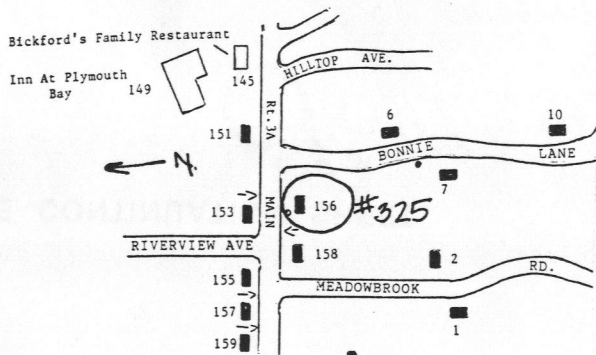 Bickford's Family Restaurant
Inn At Plymouth
Bay
149
145
HILLTOP AVE.
Rt.3A
151
6
10
BONNIE LANE
N.
7
153
MAIN
156
#325
RIVERVIEW AVE
158
2
RD.
155
MEADOWBROOK
157
1
159